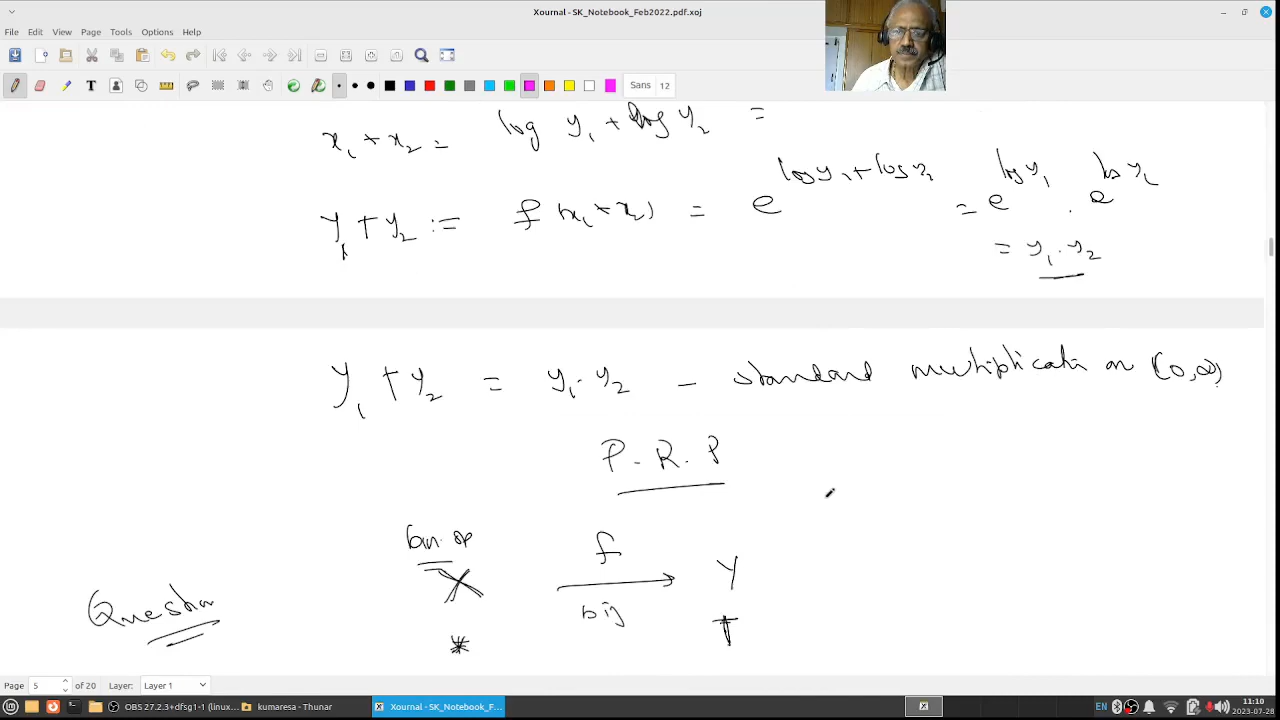 Xournal - SK_Notebook_Feb2022.pdf.xoj
File Edit View Page Tools Options Help
Sans 12
x₁ + x₂ = log y₁ + log y₂ =
y₁ + y₂ := f(x₁ + x₂) = e^{log y₁ + log y₂} = e^{log y₁} . e^{log y₂}
= y₁ . y₂
y₁ + y₂ = y₁ . y₂ - standard multiplication on (0, ∞)
P. R. P
bin. op f
X → Y
Question bij
* T
Page 5 of 20 Layer: Layer 1
OBS 27.2.3+dfsg1-1 (linux... kumaresa - Thunar Xournal - SK_Notebook_F... EN 11:10
2023-07-28